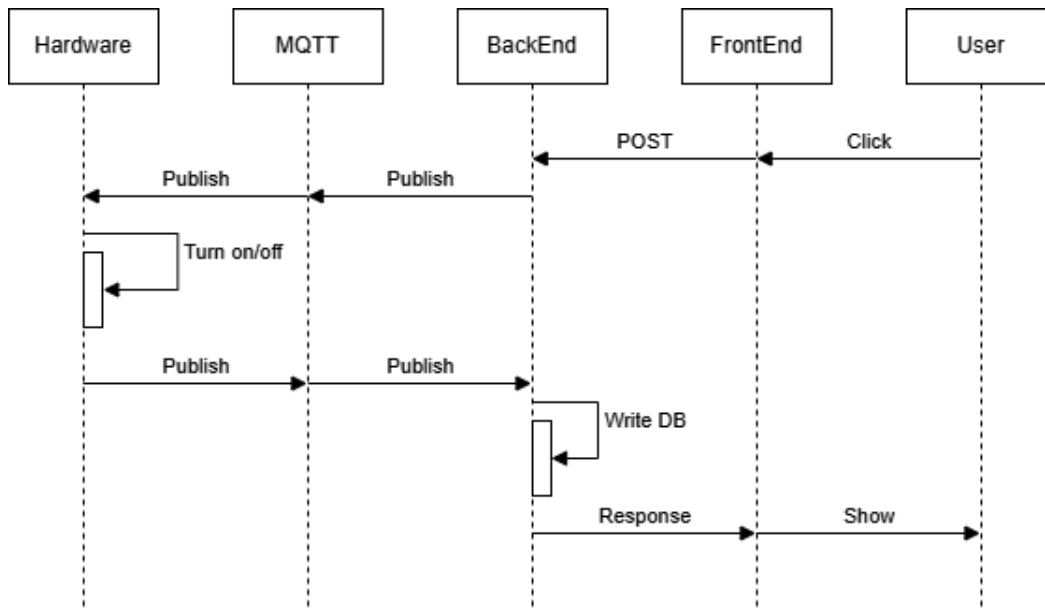 Hardware
MQTT
BackEnd
FrontEnd
User
POST
Click
Publish
Publish
Turn on/off
Publish
Publish
Write DB
Response
Show